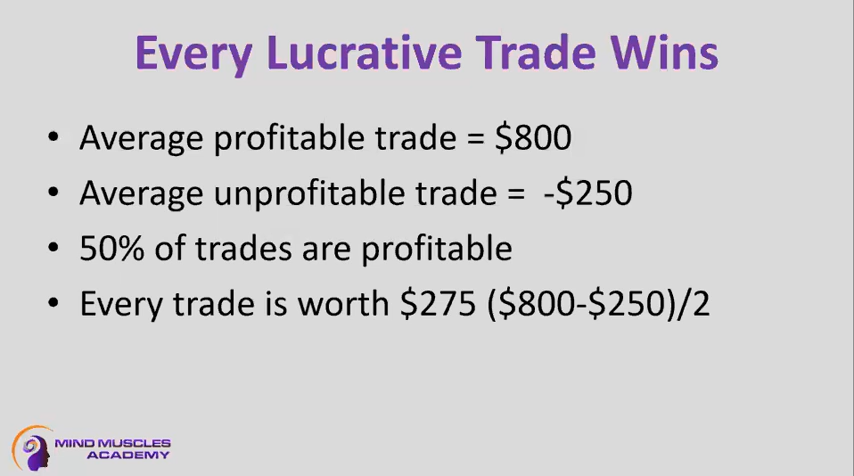 Every Lucrative Trade Wins
• Average profitable trade = $800
• Average unprofitable trade = -$250
• 50% of trades are profitable
• Every trade is worth $275 ($800-$250)/2
MIND MUSCLES
ACADEMY